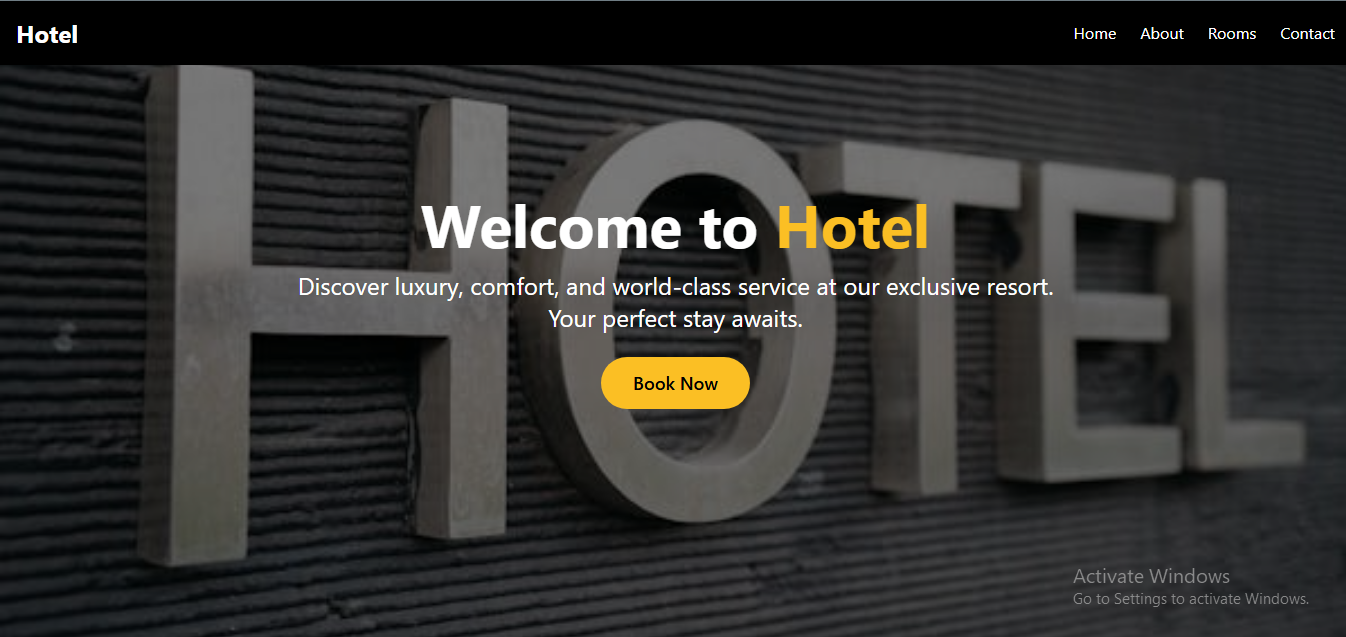 Hotel
Home About Rooms Contact
HOTEL
Welcome to Hotel
Discover luxury, comfort, and world-class service at our exclusive resort.
Your perfect stay awaits.
Book Now
Activate Windows
Go to Settings to activate Windows.